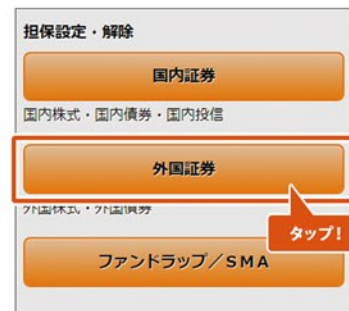 担保設定・解除
国内証券
国内株式・国内債券・国内投信
外国証券
外国株式・外国債券
タップ！
ファンドラップ／ＳＭＡ